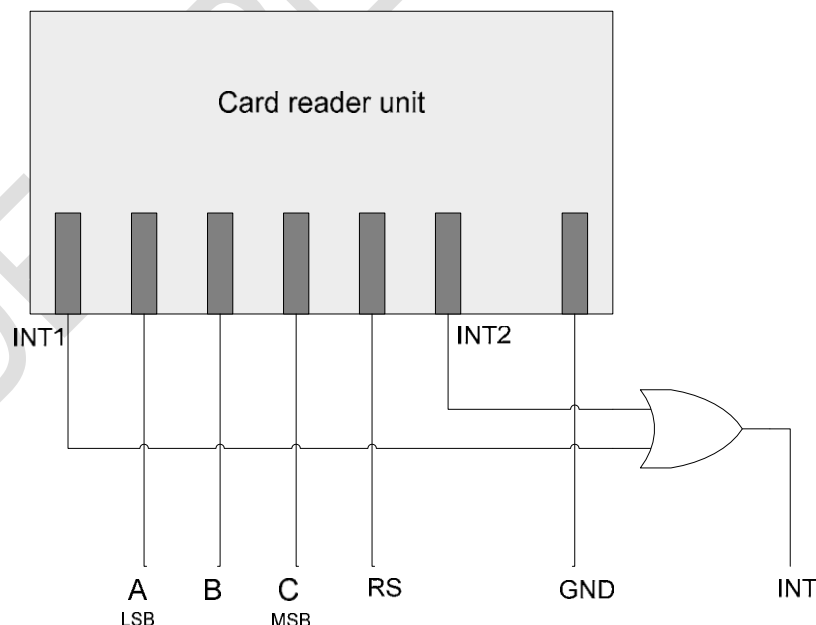 Card reader unit
INT1
INT2
A
B
C
RS
GND
INT
LSB
MSB